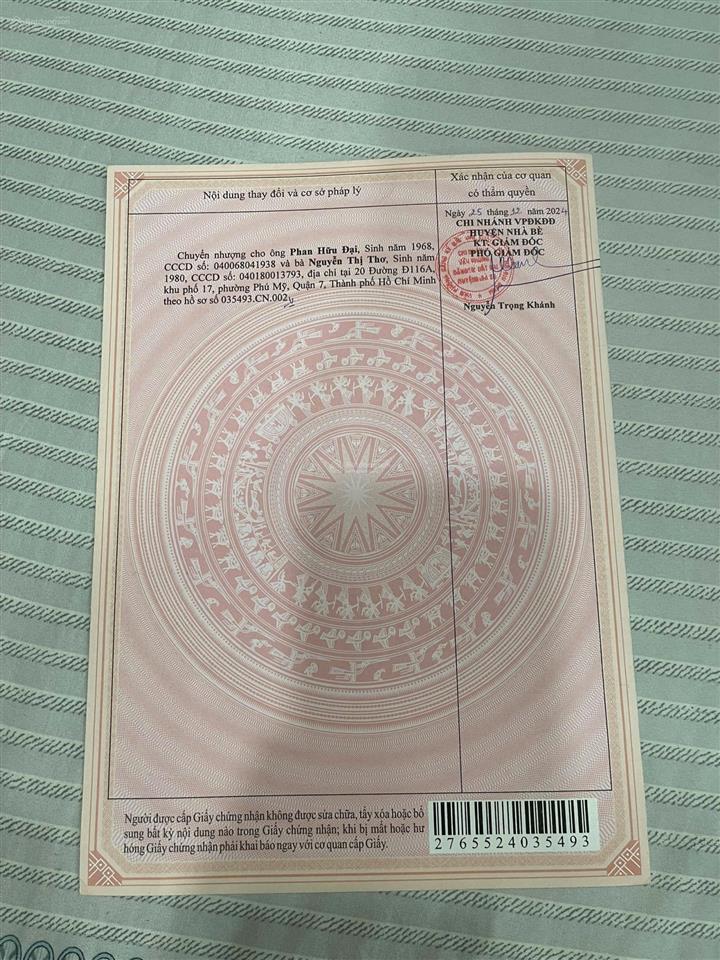 Batdongsan
Nội dung thay đổi và cơ sở pháp lý
Xác nhận của cơ quan
có thẩm quyền
Chuyển nhượng cho ông Phan Hữu Đại, Sinh năm 1968,
CCCD số: 040068041938 và bà Nguyễn Thị Thơ, Sinh năm
1980, CCCD số: 040180013793, địa chỉ tại 20 Đường Đ116A,
khu phố 17, phường Phú Mỹ, Quận 7, Thành phố Hồ Chí Minh
theo hồ sơ số 035493.CN.002
Ngày 25 tháng 12 năm 2024
CHI NHÁNH VPĐKĐĐ
HUYỆN NHÀ BÈ
KT. GIÁM ĐỐC
PHÓ GIÁM ĐỐC
Nguyễn Trọng Khánh
Người được cấp Giấy chứng nhận không được sửa chữa, tẩy xóa hoặc bổ
sung bất kỳ nội dung nào trong Giấy chứng nhận; khi bị mất hoặc hư
hỏng Giấy chứng nhận phải khai báo ngay với cơ quan cấp Giấy.
2765524035493